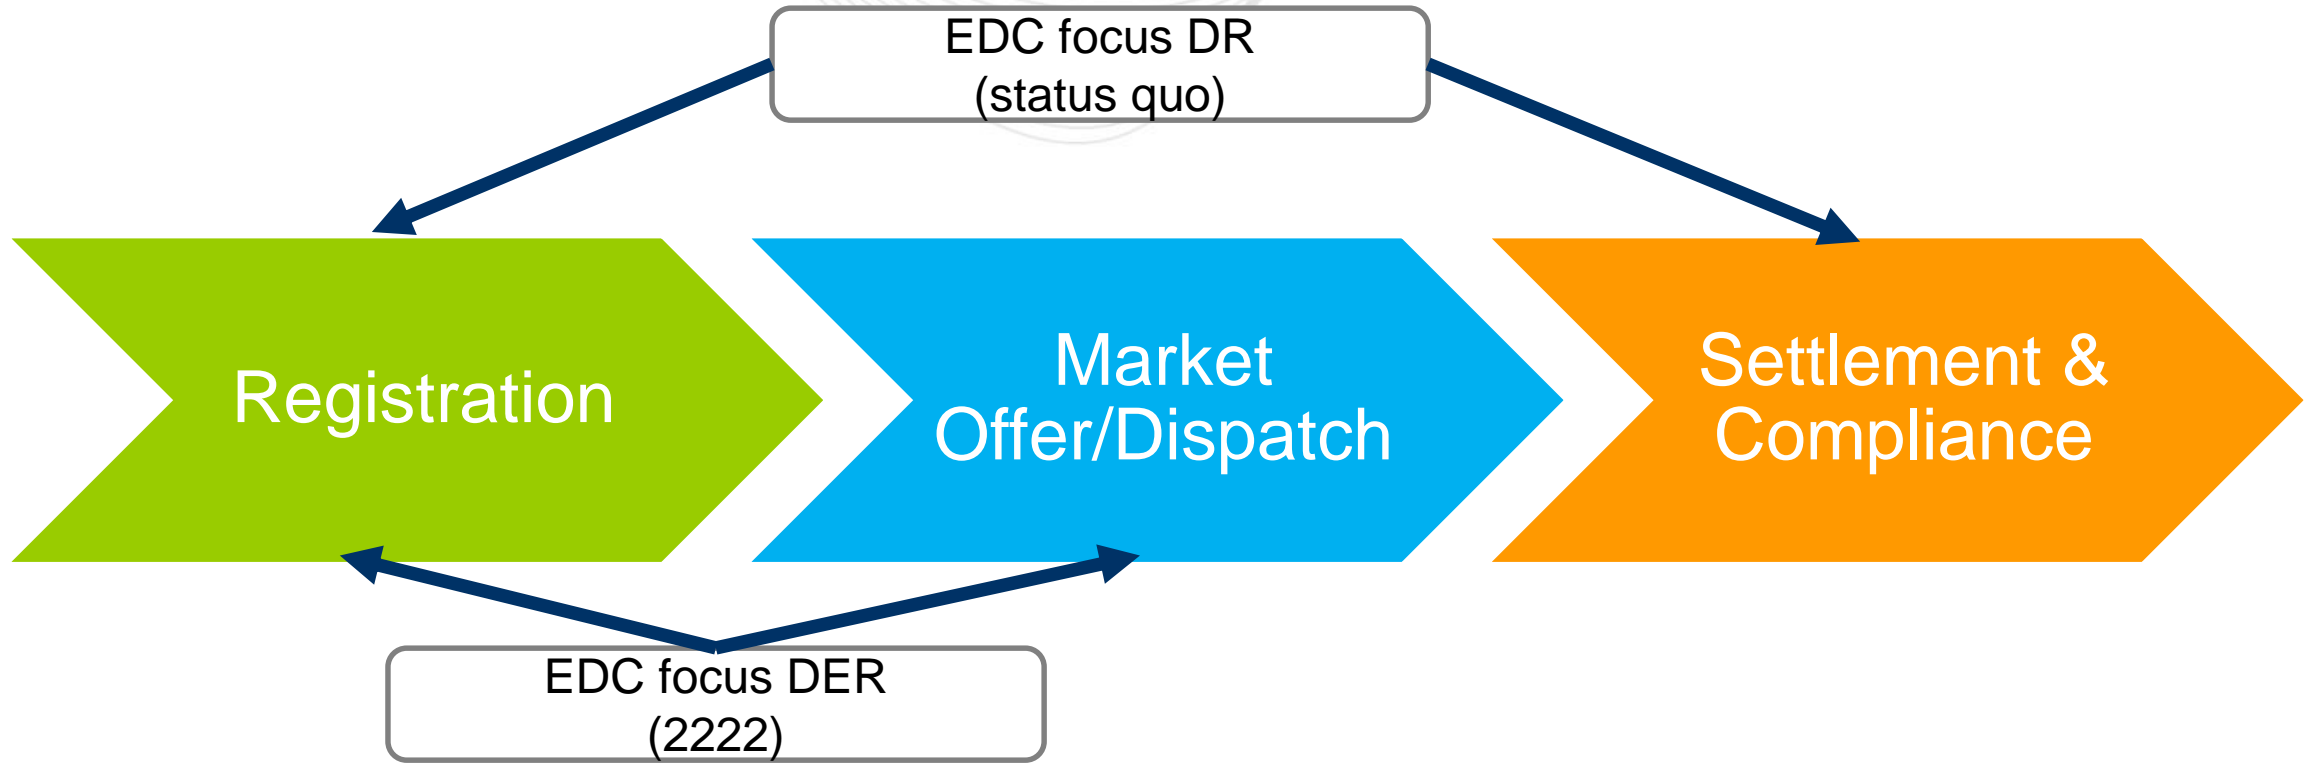 EDC focus DR
(status quo)
Registration
Market
Offer/Dispatch
Settlement &
Compliance
EDC focus DER
(2222)